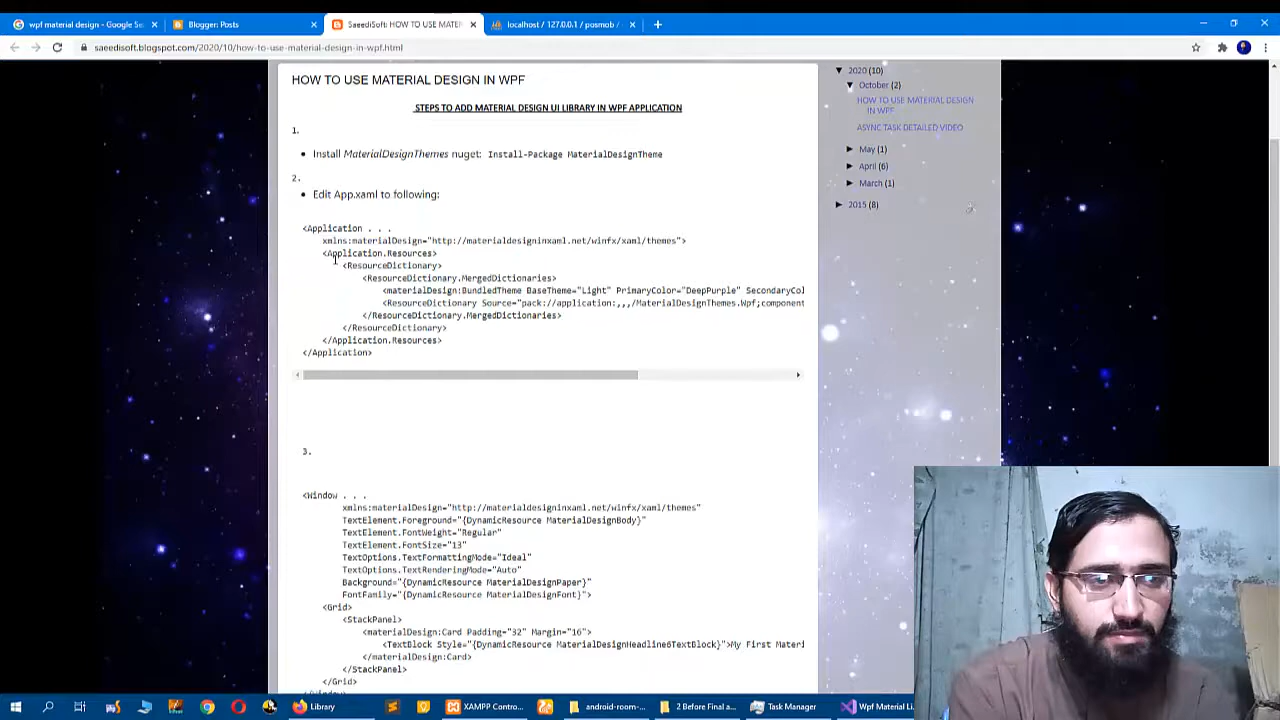 wpf material design - Google Se
Blogger: Posts
SaeediSoft: HOW TO USE MATER
localhost / 127.0.0.1 / posmob /
saeedisoft.blogspot.com/2020/10/how-to-use-material-design-in-wpf.html
HOW TO USE MATERIAL DESIGN IN WPF
STEPS TO ADD MATERIAL DESIGN UI LIBRARY IN WPF APPLICATION
1.
Install MaterialDesignThemes nuget: Install-Package MaterialDesignTheme
2.
Edit App.xaml to following:
<Application . . .
xmlns:materialDesign="http://materialdesigninxaml.net/winfx/xaml/themes">
<Application.Resources>
<ResourceDictionary>
<ResourceDictionary.MergedDictionaries>
<materialDesign:BundledTheme BaseTheme="Light" PrimaryColor="DeepPurple" SecondaryCol
<ResourceDictionary Source="pack://application:,,,/MaterialDesignThemes.Wpf;component
</ResourceDictionary.MergedDictionaries>
</ResourceDictionary>
</Application.Resources>
</Application>
3.
<Window . . .
xmlns:materialDesign="http://materialdesigninxaml.net/winfx/xaml/themes"
TextElement.Foreground="{DynamicResource MaterialDesignBody}"
TextElement.FontWeight="Regular"
TextElement.FontSize="13"
TextOptions.TextFormattingMode="Ideal"
TextOptions.TextRenderingMode="Auto"
Background="{DynamicResource MaterialDesignPaper}"
FontFamily="{DynamicResource MaterialDesignFont}">
<Grid>
<StackPanel>
<materialDesign:Card Padding="32" Margin="16">
<TextBlock Style="{DynamicResource MaterialDesignHeadline6TextBlock}">My First Materi
</materialDesign:Card>
</StackPanel>
</Grid>
</Window>
2020 (10)
October (2)
HOW TO USE MATERIAL DESIGN
IN WPF
ASYNC TASK DETAILED VIDEO
May (1)
April (6)
March (1)
2015 (8)
Library
XAMPP Contro...
android-room-...
2 Before Final a...
Task Manager
Wpf Material Li...